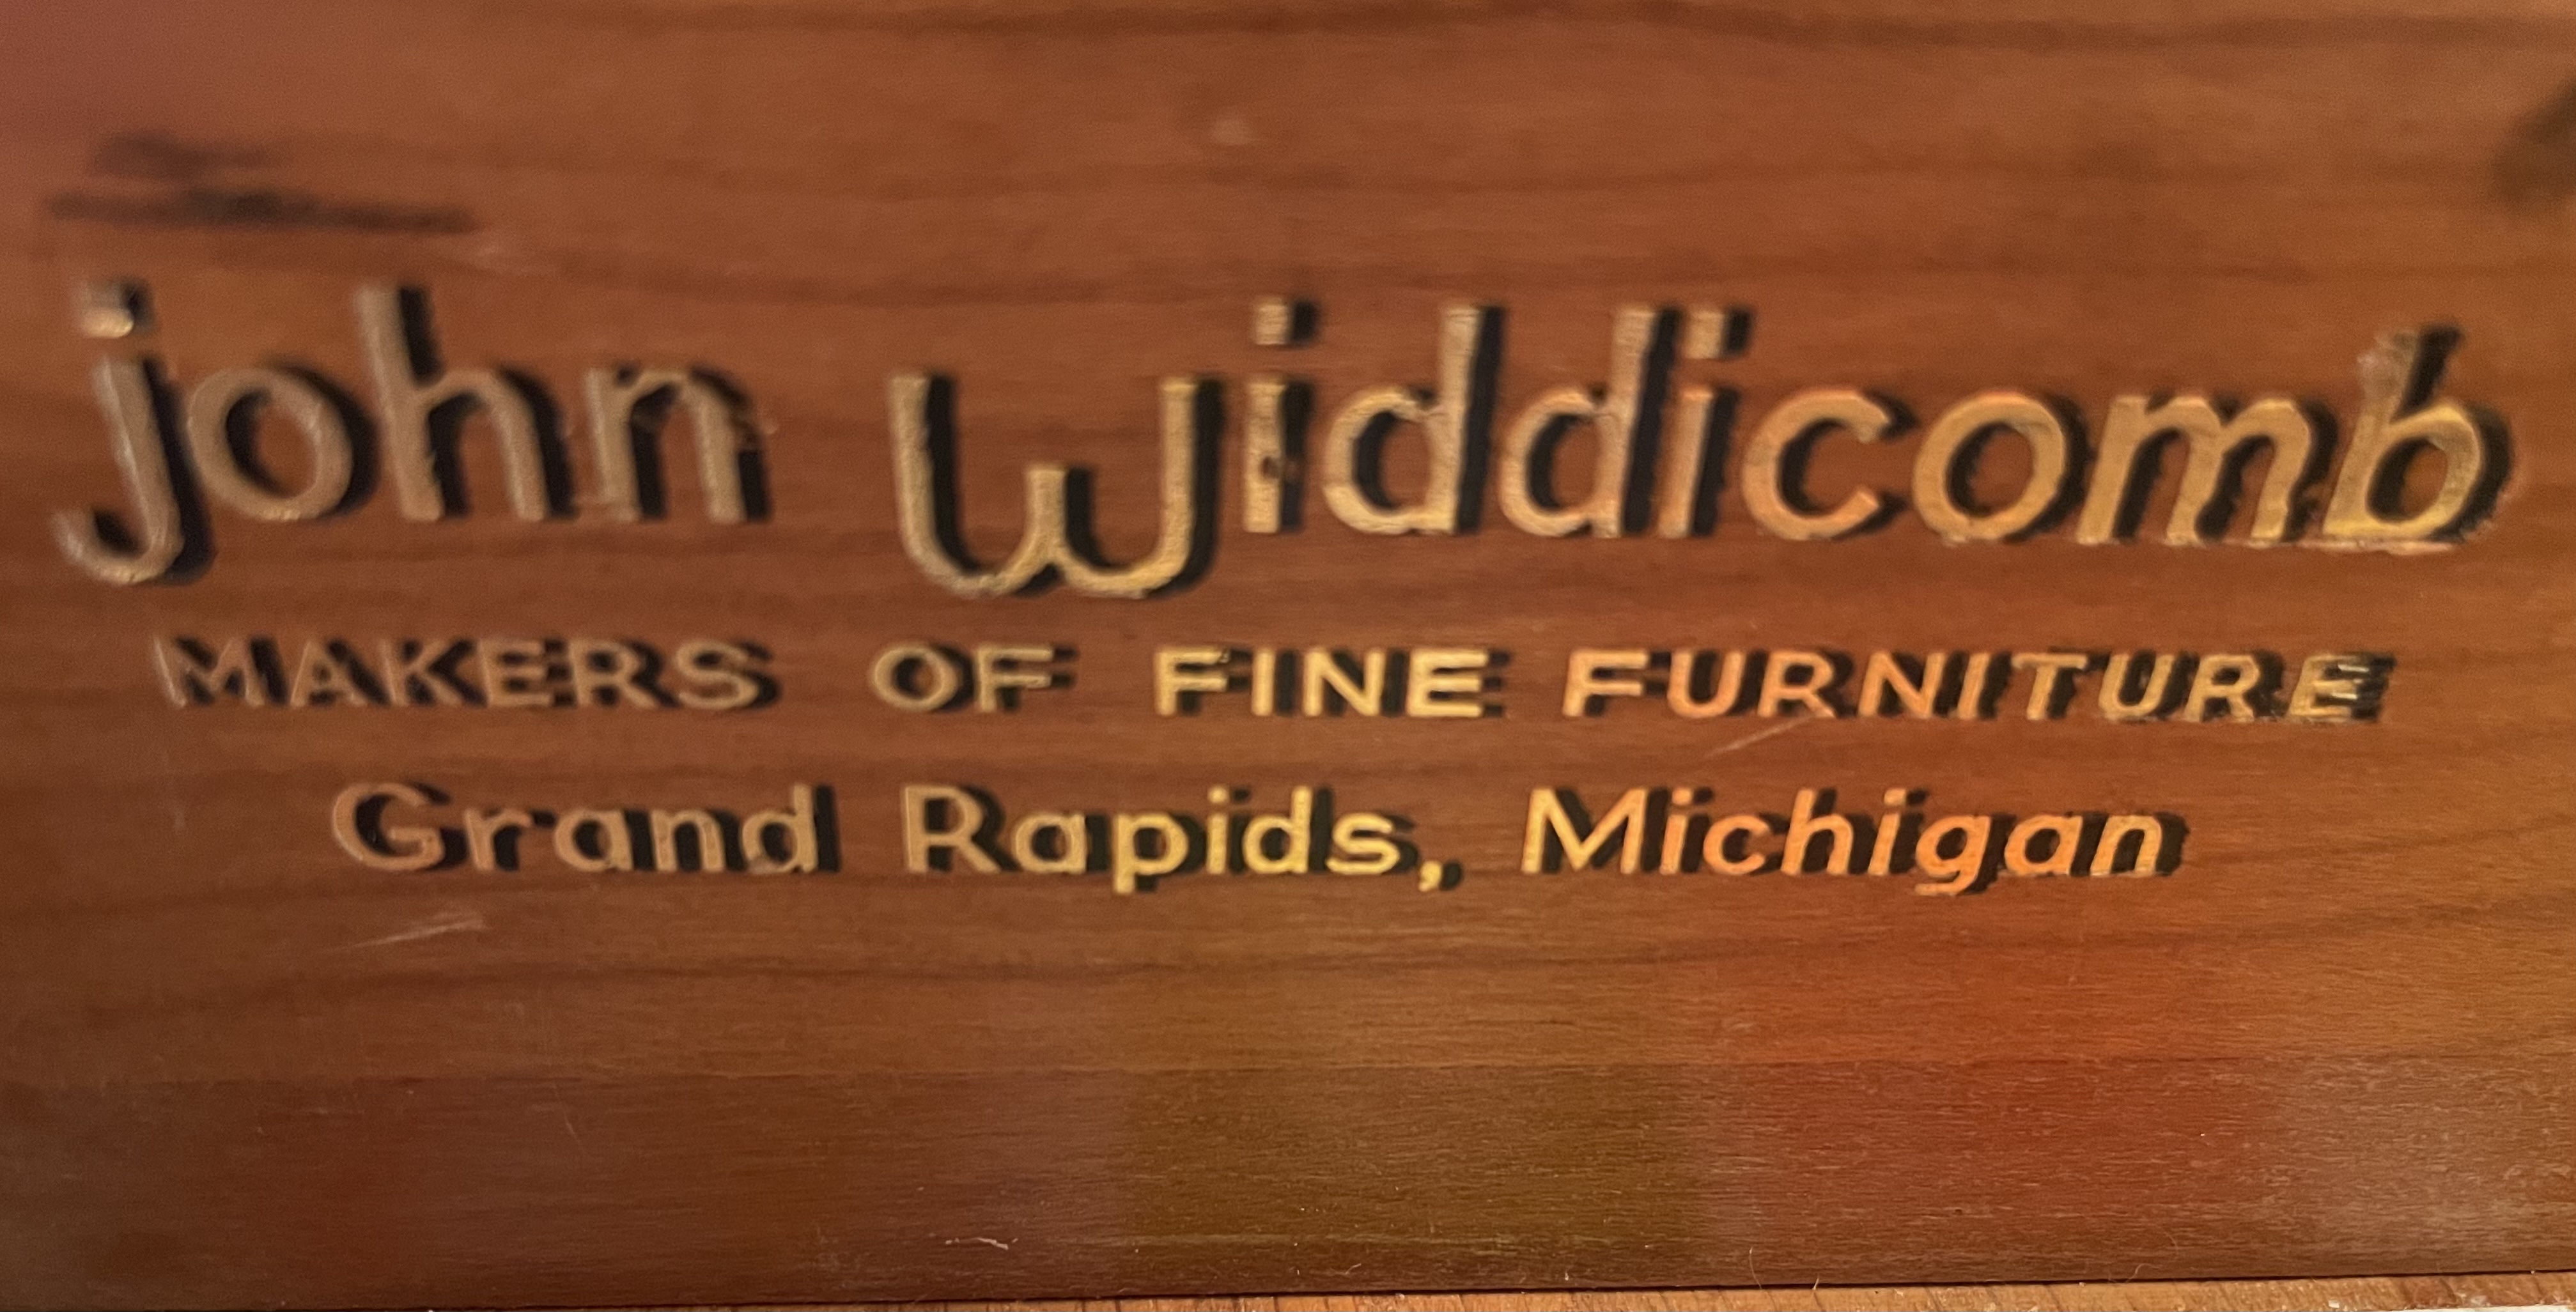 john Widdicomb
MAKERS OF FINE FURNITURE
Grand Rapids, Michigan